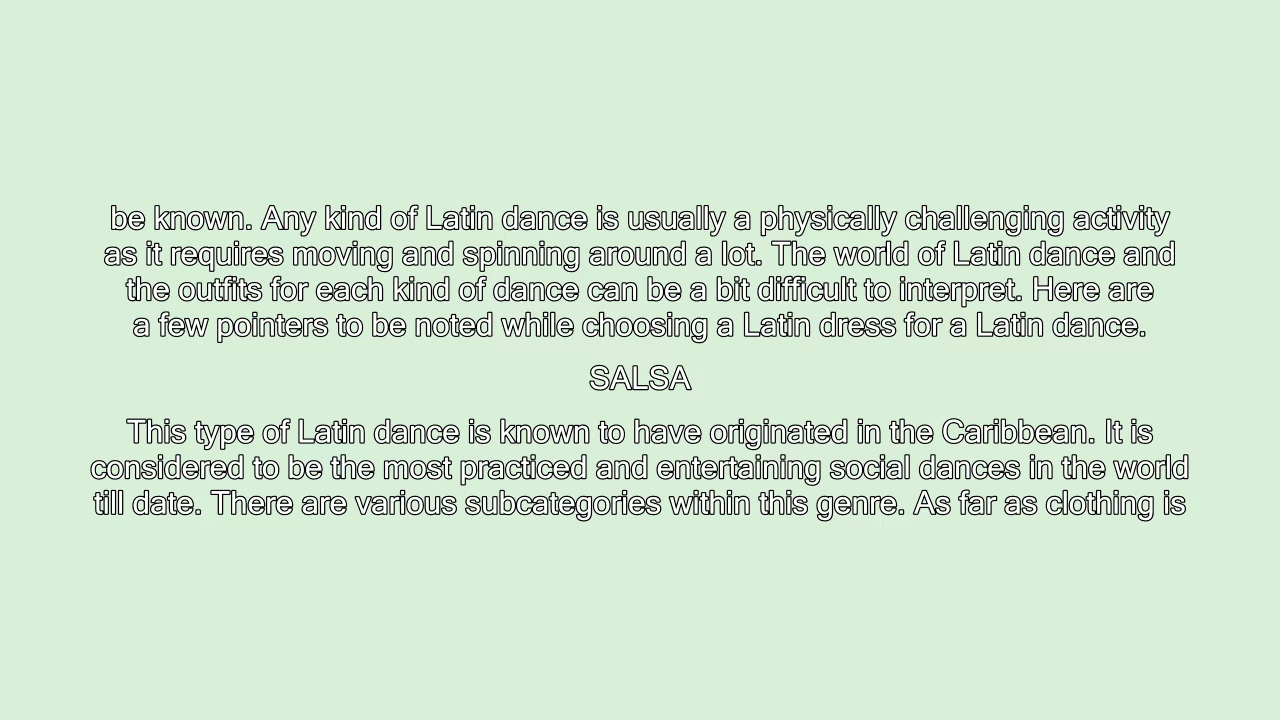 be known. Any kind of Latin dance is usually a physically challenging activity
as it requires moving and spinning around a lot. The world of Latin dance and
the outfits for each kind of dance can be a bit difficult to interpret. Here are
a few pointers to be noted while choosing a Latin dress for a Latin dance.
SALSA
This type of Latin dance is known to have originated in the Caribbean. It is
considered to be the most practiced and entertaining social dances in the world
till date. There are various subcategories within this genre. As far as clothing is